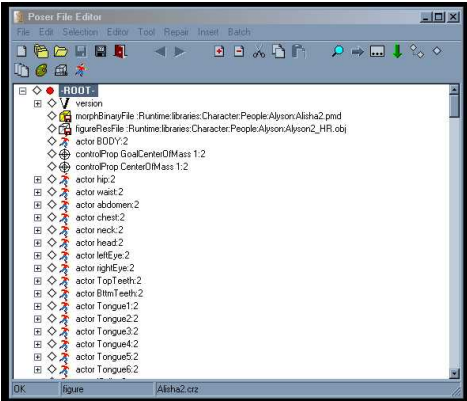 Poser File Editor
File Edit Selection Editor Tool Repair Insert Batch
-ROOT-
version
morphBinaryFile :Runtime:libraries:Character:People:Alyson:Alisha2.pmd
figureResFile :Runtime:libraries:Character:People:Alyson:Alyson2_HR.obj
actor BODY:2
controlProp GoalCenterOfMass 1:2
controlProp CenterOfMass 1:2
actor hip:2
actor waist:2
actor abdomen:2
actor chest:2
actor neck:2
actor head:2
actor leftEye:2
actor rightEye:2
actor TopTeeth:2
actor BttmTeeth:2
actor Tongue1:2
actor Tongue2:2
actor Tongue3:2
actor Tongue4:2
actor Tongue5:2
actor Tongue6:2
OK figure Alisha2.crz